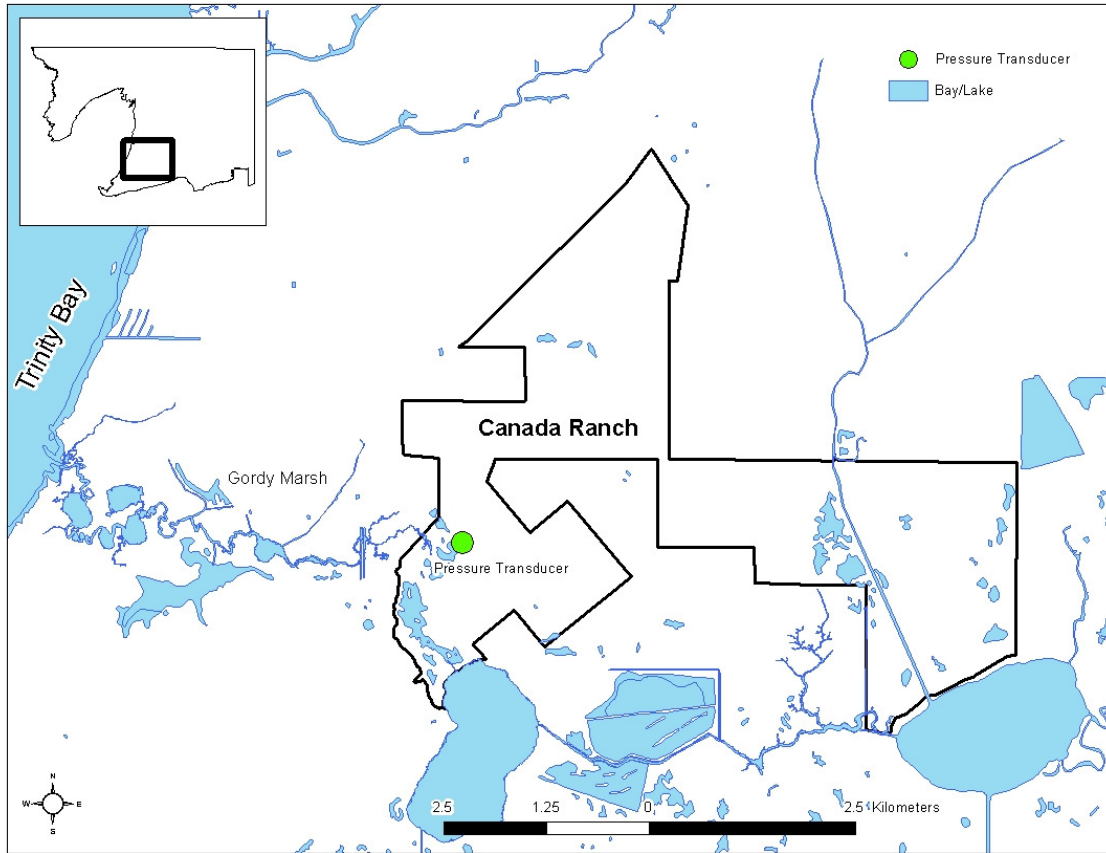 Pressure Transducer
Bay/Lake
Trinity Bay
Canada Ranch
Gordy Marsh
Pressure Transducer
N
W E
S
2.5 1.25 0 2.5 Kilometers